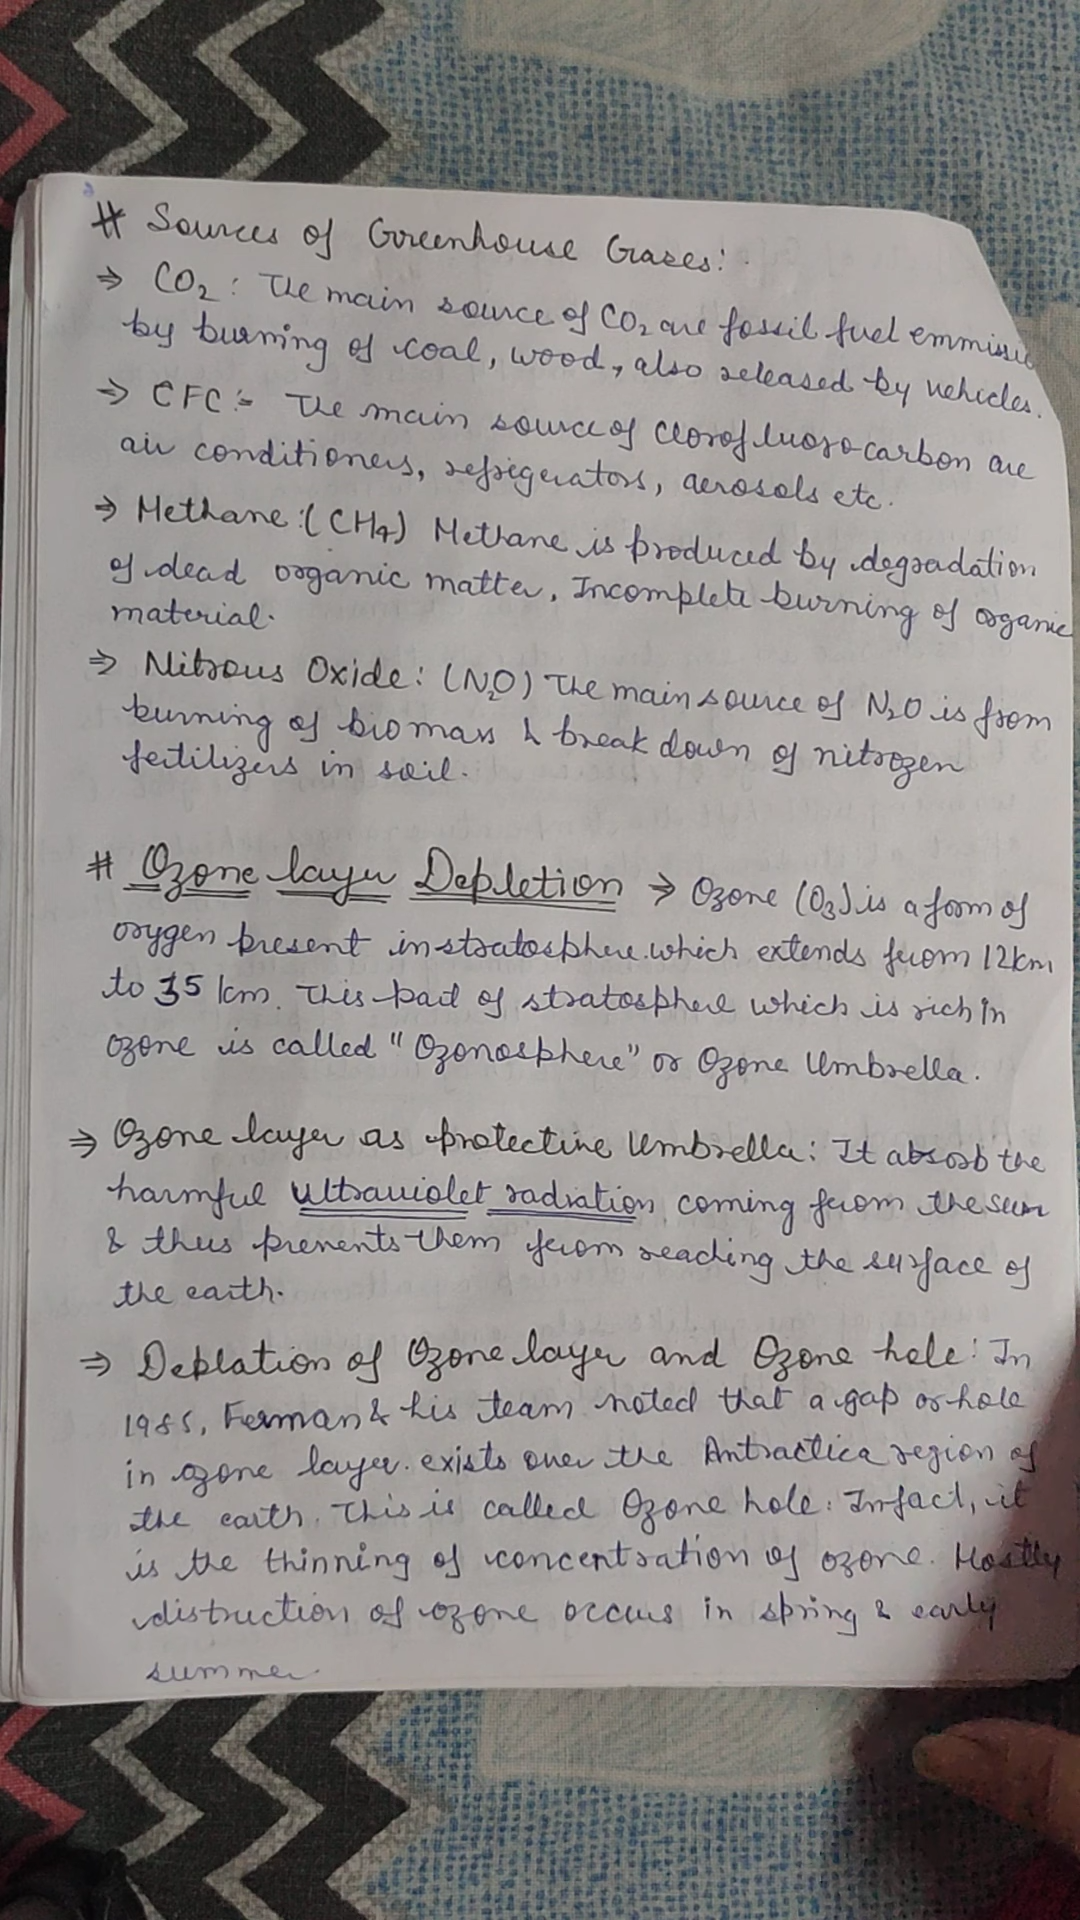 # Sources of Greenhouse Gases:
⇒ CO₂: The main source of CO₂ are fossil fuel emmissi
by burning of coal, wood, also released by vehicles.
⇒ CFC:- The main source of Clorofluorocarbon are
air conditioners, refrigerators, aerosols etc.
⇒ Methane:(CH4) Methane is produced by degradation
of dead organic matter, Incomplete burning of organic
material.
⇒ Nitrous Oxide: (N₂O) The main source of N₂O is from
burning of biomass & break down of nitrogen
fertilizers in soil.
# Ozone layer Depletion ⇒ Ozone (O₃) is a form of
oxygen present in stratosphere which extends from 12km
to 35 km. This part of stratosphere which is rich in
ozone is called "Ozonosphere" or Ozone Umbrella.
⇒ Ozone layer as protective Umbrella: It absorb the
harmful ultraviolet radiation coming from the sun
& thus prevents them from reaching the surface of
the earth.
⇒ Deplation of Ozone layer and Ozone hole: In
1985, Ferman & his team noted that a gap or hole
in ozone layer exists over the Antractica region of
the earth. This is called Ozone hole. Infact, it
is the thinning of concentration of ozone. Mostly
distruction of ozone occurs in spring & early
summer.